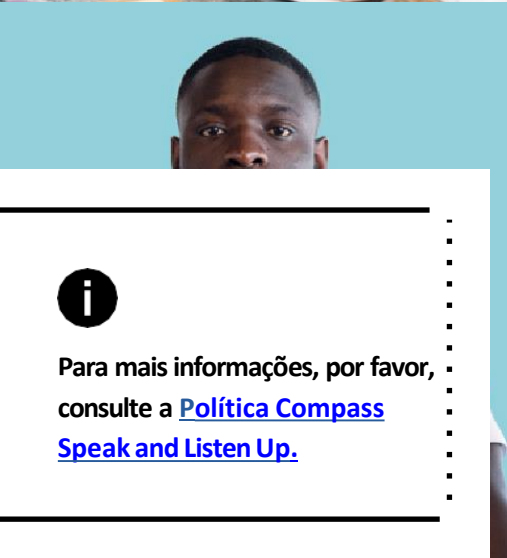 i
Para mais informações, por favor,
consulte a Política Compass
Speak and Listen Up.